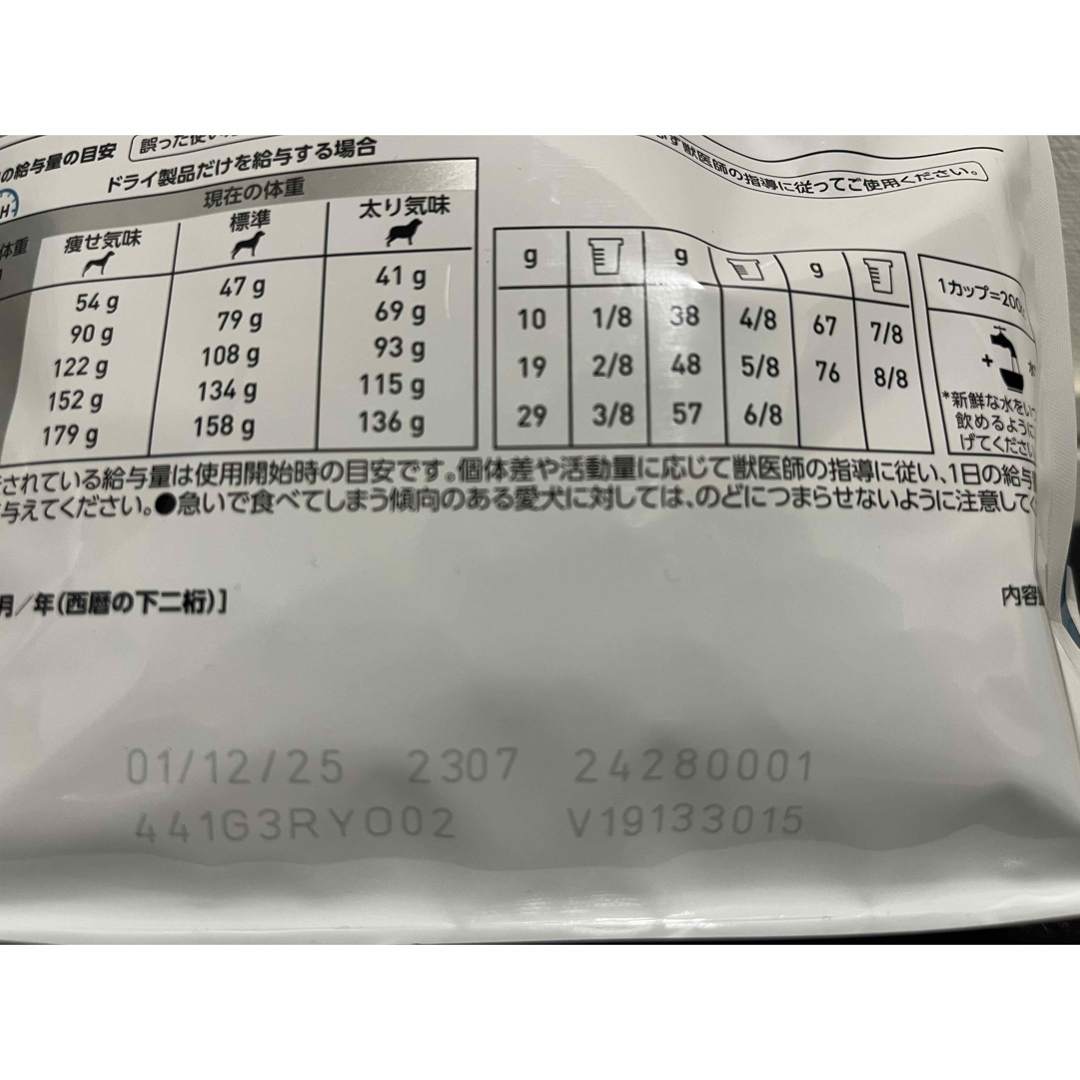 の給与量の目安
誤った使い方
ず獣医師の指導に従ってご使用ください。
ドライ製品だけを給与する場合
現在の体重
体重 痩せ気味 標準 太り気味
54 g 47 g 41 g
90 g 79 g 69 g
122 g 108 g 93 g
152 g 134 g 115 g
179 g 158 g 136 g
g g g
10 1/8 38 4/8 67 7/8
19 2/8 48 5/8 76 8/8
29 3/8 57 6/8
1カップ=200
+ 水
*新鮮な水をい
飲めるように
げてください
されている給与量は使用開始時の目安です。個体差や活動量に応じて獣医師の指導に従い、1日の給与
与えてください。●急いで食べてしまう傾向のある愛犬に対しては、のどにつまらせないように注意して
月/年(西暦の下二桁)]
内容
01/12/25 2307 24280001
441G3RYO02 V19133015